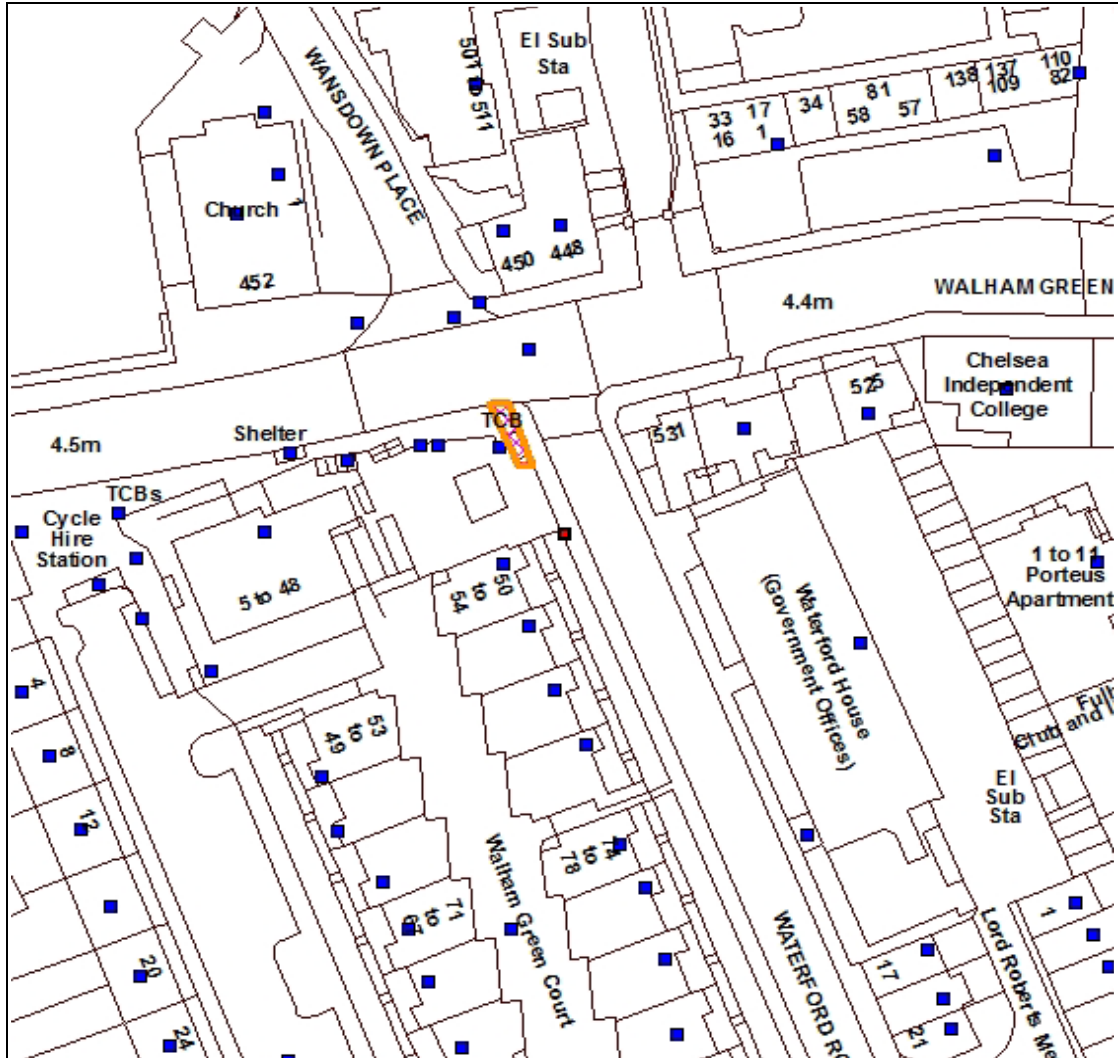 WANSDOWN PLACE
501 to 511
El Sub
Sta
33
17
16
1
34
81
58
57
138
137
109
110
82
Church
452
450
448
4.4m
WALHAM GREEN
Chelsea
Independent
College
531
TCB
Shelter
4.5m
TCBs
Cycle
Hire
Station
5 to 48
50
to
54
Waterford House
(Government Offices)
1 to 11
Porteus
Apartment
4
8
12
20
24
53
to
49
71
to
Walham Green Court
74
to
78
El
Sub
Sta
WATERFORD RO
17
21
Lord Roberts M
1